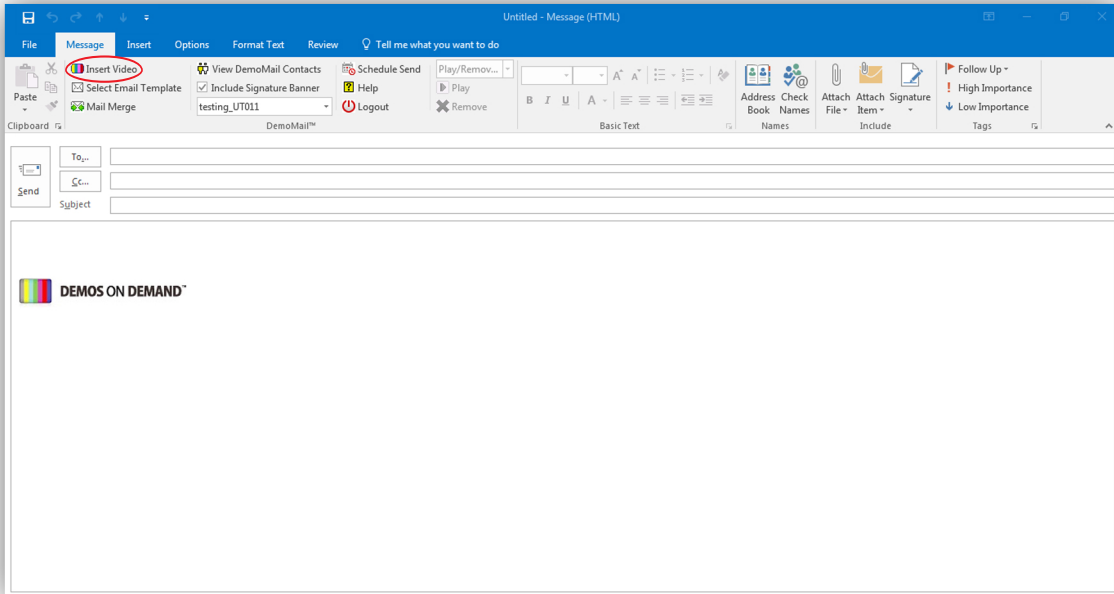 Untitled - Message (HTML)
File Message Insert Options Format Text Review Tell me what you want to do
Insert Video View DemoMail Contacts Schedule Send Play/Remov... Follow Up
Select Email Template Include Signature Banner Help Play High Importance
Paste Mail Merge testing_UT011 Logout Remove B I U A Address Book Check Names Attach File Attach Item Signature Low Importance
Clipboard DemoMail™ Basic Text Names Include Tags
To...
Send Cc...
Subject
DEMOS ON DEMAND™